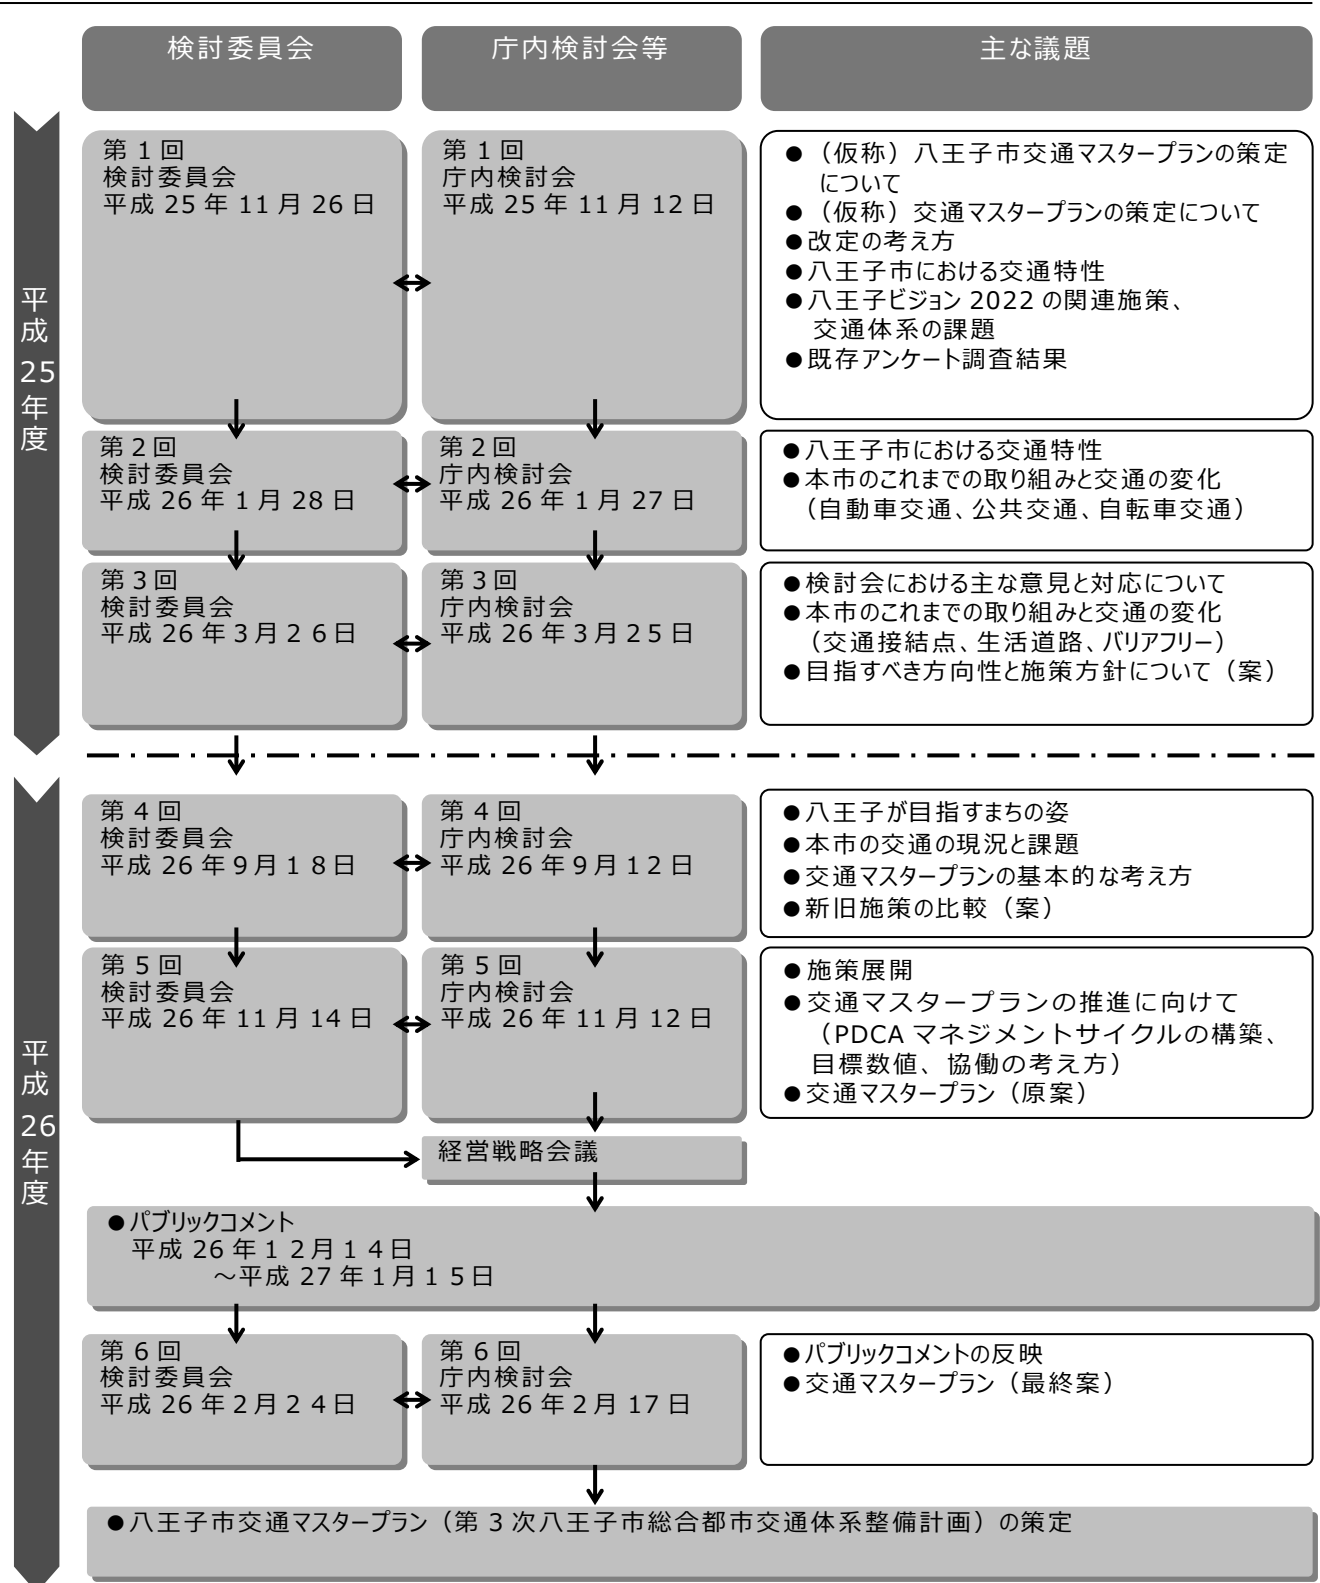 検討委員会
庁内検討会等
主な議題
平成25年度
第1回
検討委員会
平成 25 年 11 月 26 日
第1回
庁内検討会
平成 25 年 11 月 12 日
●（仮称）八王子市交通マスタープランの策定
について
●（仮称）交通マスタープランの策定について
●改定の考え方
●八王子市における交通特性
●八王子ビジョン 2022 の関連施策、
交通体系の課題
●既存アンケート調査結果
第２回
検討委員会
平成 26 年 1 月 28 日
第２回
庁内検討会
平成 26 年 1 月 27 日
●八王子市における交通特性
●本市のこれまでの取り組みと交通の変化
（自動車交通、公共交通、自転車交通）
第３回
検討委員会
平成 26 年３月２６日
第３回
庁内検討会
平成 26 年３月２５日
●検討会における主な意見と対応について
●本市のこれまでの取り組みと交通の変化
（交通接結点、生活道路、バリアフリー）
●目指すべき方向性と施策方針について（案）
平成26年度
第４回
検討委員会
平成 26 年９月１８日
第４回
庁内検討会
平成 26 年９月１２日
●八王子が目指すまちの姿
●本市の交通の現況と課題
●交通マスタープランの基本的な考え方
●新旧施策の比較（案）
第５回
検討委員会
平成 26 年 11 月 14 日
第５回
庁内検討会
平成 26 年 11 月 12 日
●施策展開
●交通マスタープランの推進に向けて
（PDCA マネジメントサイクルの構築、
目標数値、協働の考え方）
●交通マスタープラン（原案）
経営戦略会議
●パブリックコメント
平成 26 年１２月１４日
～平成 27 年１月１５日
第６回
検討委員会
平成 26 年２月２４日
第６回
庁内検討会
平成 26 年２月 17 日
●パブリックコメントの反映
●交通マスタープラン（最終案）
●八王子市交通マスタープラン（第３次八王子市総合都市交通体系整備計画）の策定